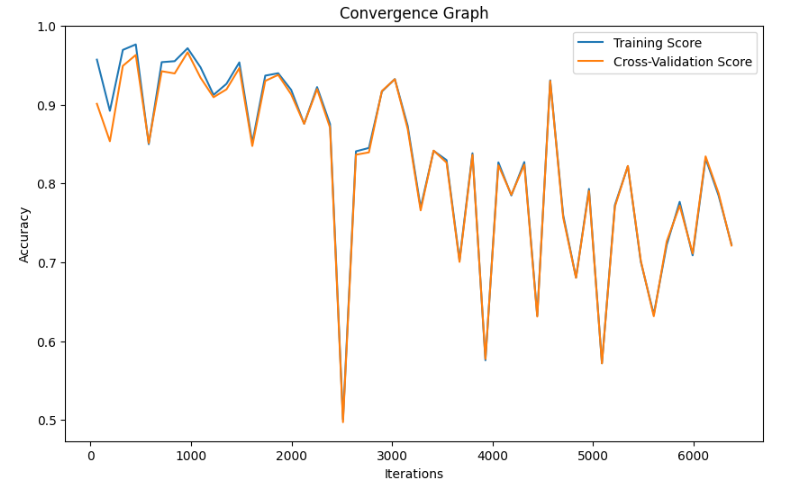 Convergence Graph
1.0
0.9
0.8
0.7
0.6
0.5
Accuracy
Training Score
Cross-Validation Score
0 1000 2000 3000 4000 5000 6000
Iterations